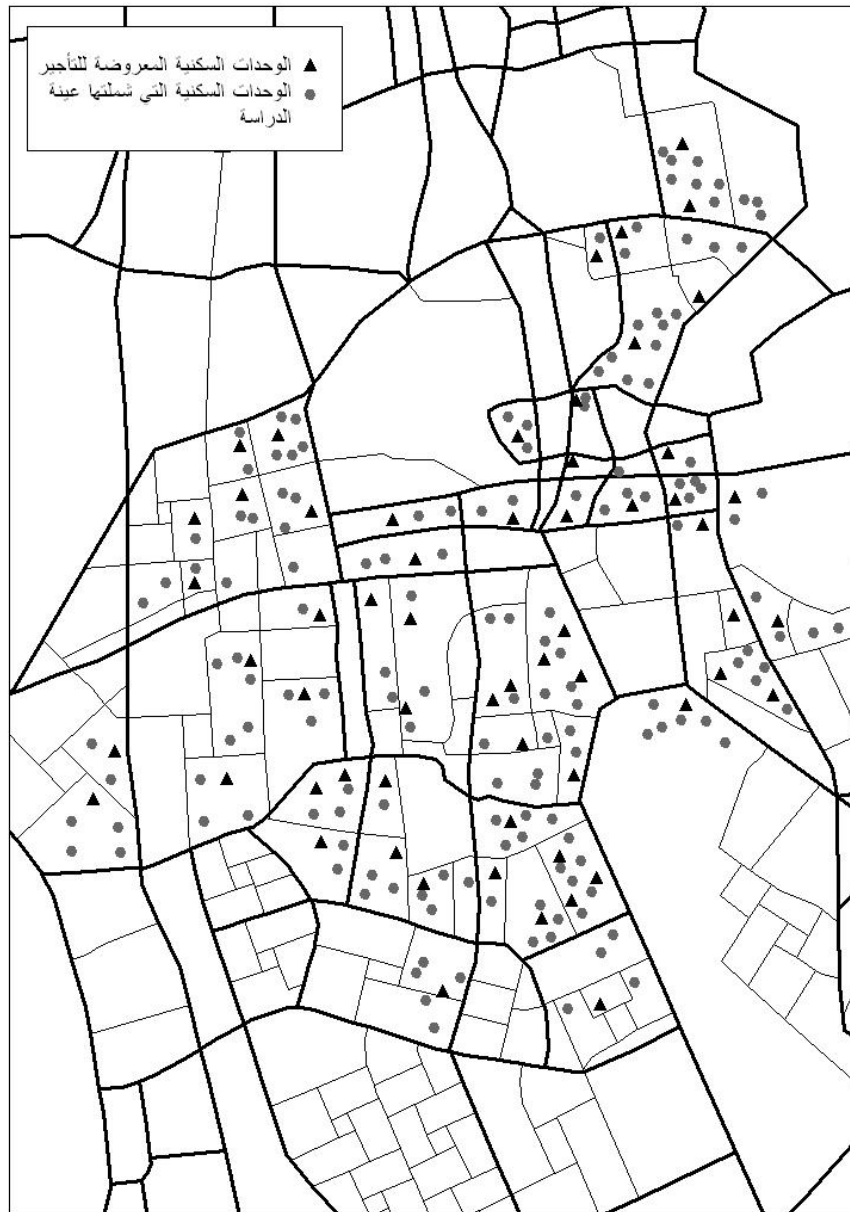 الوحدات السكنية المعروضة للتأجير
الوحدات السكنية التي شملتها عينة
الدراسة